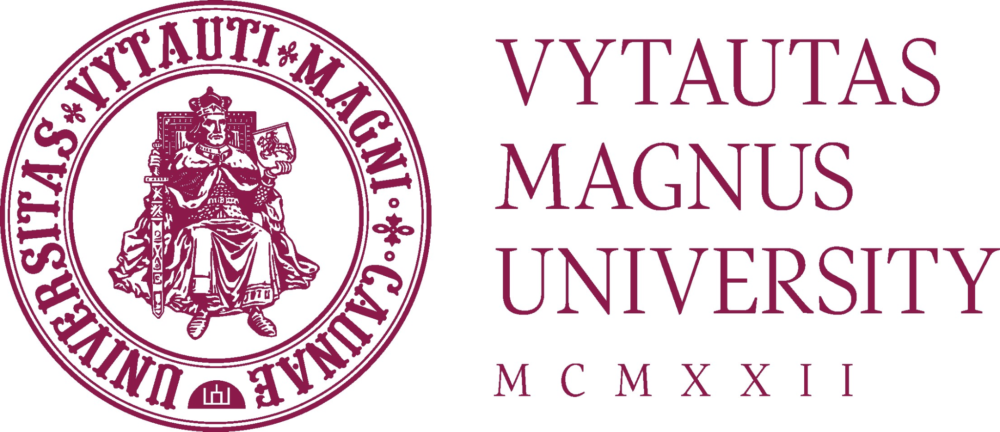 UNIVERSITAS VYTAUTI MAGNI CAUNAE
VYTAUTAS
MAGNUS
UNIVERSITY
MCMXXII